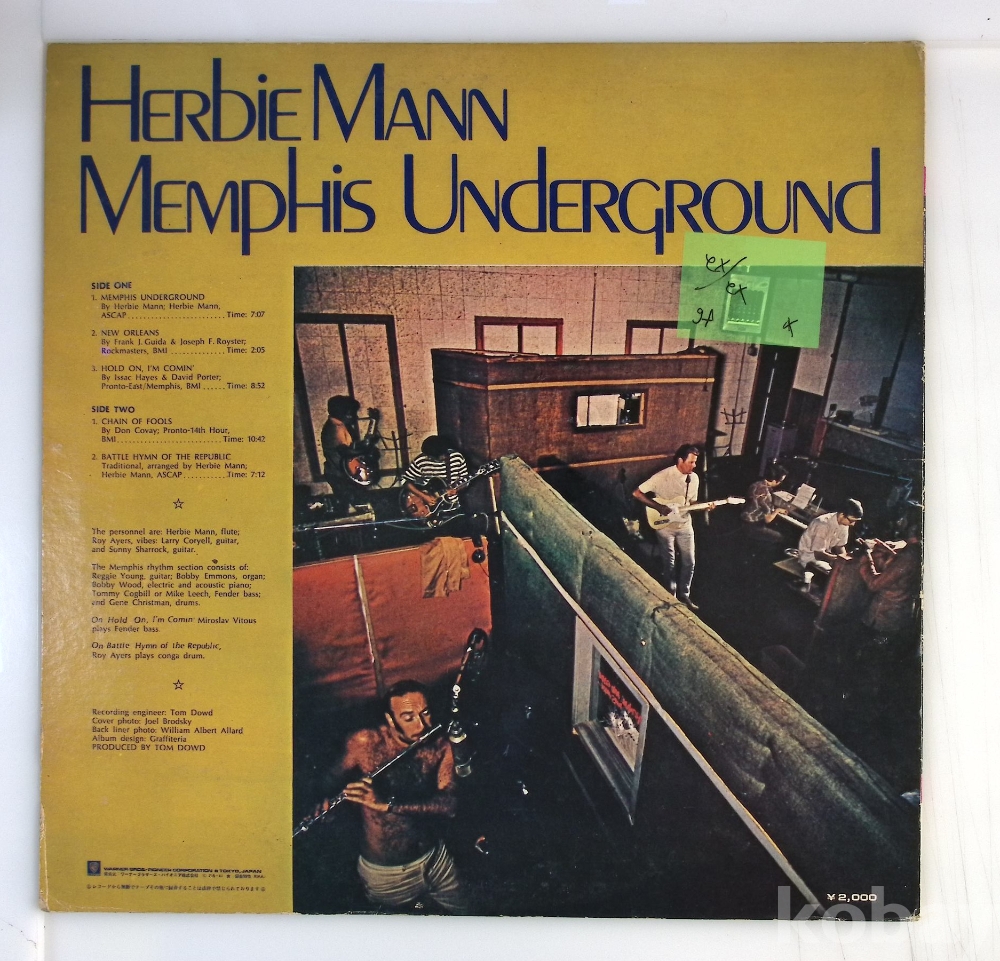 HERBIE MANN
MEMPHIS UNDERGROUND
ex/
ex
SIDE ONE
1. MEMPHIS UNDERGROUND
By Herbie Mann; Herbie Mann,
ASCAP ......................... Time: 7:07
2. NEW ORLEANS
By Frank J. Guida & Joseph F. Royster;
Rockmasters, BMI .............. Time: 2:05
3. HOLD ON, I'M COMIN'
By Issac Hayes & David Porter;
Pronto-East/Memphis, BMI ...... Time: 8:52
SIDE TWO
1. CHAIN OF FOOLS
By Don Covay; Pronto-14th Hour,
BMI ........................... Time: 10:42
2. BATTLE HYMN OF THE REPUBLIC
Traditional, arranged by Herbie Mann;
Herbie Mann, ASCAP ........... Time: 7:12
The personnel are: Herbie Mann, flute;
Roy Ayers, vibes; Larry Coryell, guitar,
and Sunny Sharrock, guitar.
The Memphis rhythm section consists of:
Reggie Young, guitar; Bobby Emmons, organ;
Bobby Wood, electric and acoustic piano;
Tommy Cogbill or Mike Leech, Fender bass;
and Gene Christman, drums.
On Hold On, I'm Comin' Miroslav Vitous
plays Fender bass.
On Battle Hymn of the Republic,
Roy Ayers plays conga drum.
Recording engineer: Tom Dowd
Cover photo: Joel Brodsky
Back liner photo: William Albert Allard
Album design: Graffiteria
PRODUCED BY TOM DOWD
WARNER BROS. PIONEER CORPORATION TOKYO, JAPAN
¥2,000